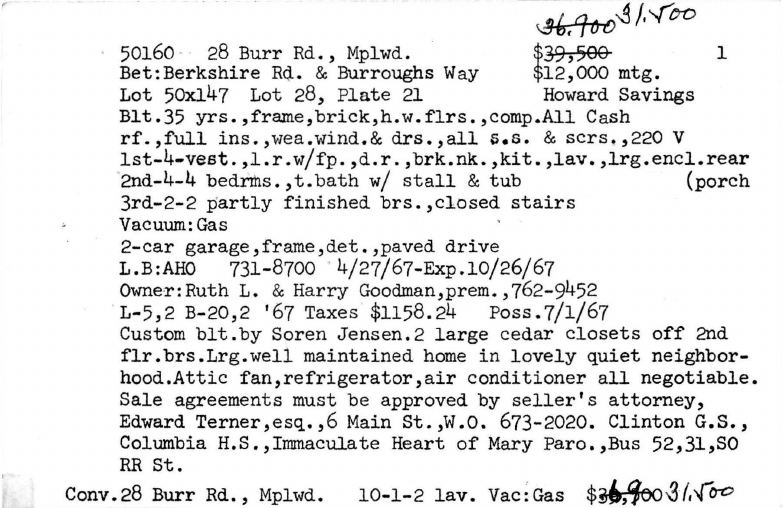 36,900 31,500
50160 28 Burr Rd., Mplwd. $39,500 1
Bet:Berkshire Rd. & Burroughs Way $12,000 mtg.
Lot 50x147 Lot 28, Plate 21 Howard Savings
Blt.35 yrs.,frame,brick,h.w.flrs.,comp.All Cash
rf.,full ins.,wea.wind.& drs.,all s.s. & scrs.,220 V
1st-4-vest.,l.r.w/fp.,d.r.,brk.nk.,kit.,lav.,lrg.encl.rear
2nd-4-4 bedrms.,t.bath w/ stall & tub (porch
3rd-2-2 partly finished brs.,closed stairs
Vacuum:Gas
2-car garage,frame,det.,paved drive
L.B:AHO 731-8700 4/27/67-Exp.10/26/67
Owner:Ruth L. & Harry Goodman,prem.,762-9452
L-5,2 B-20,2 '67 Taxes $1158.24 Poss.7/1/67
Custom blt.by Soren Jensen.2 large cedar closets off 2nd
flr.brs.Lrg.well maintained home in lovely quiet neighbor-
hood.Attic fan,refrigerator,air conditioner all negotiable.
Sale agreements must be approved by seller's attorney,
Edward Terner,esq.,6 Main St.,W.O. 673-2020. Clinton G.S.,
Columbia H.S.,Immaculate Heart of Mary Paro.,Bus 52,31,SO
RR St.
Conv.28 Burr Rd., Mplwd. 10-1-2 lav. Vac:Gas $36,900 31,500